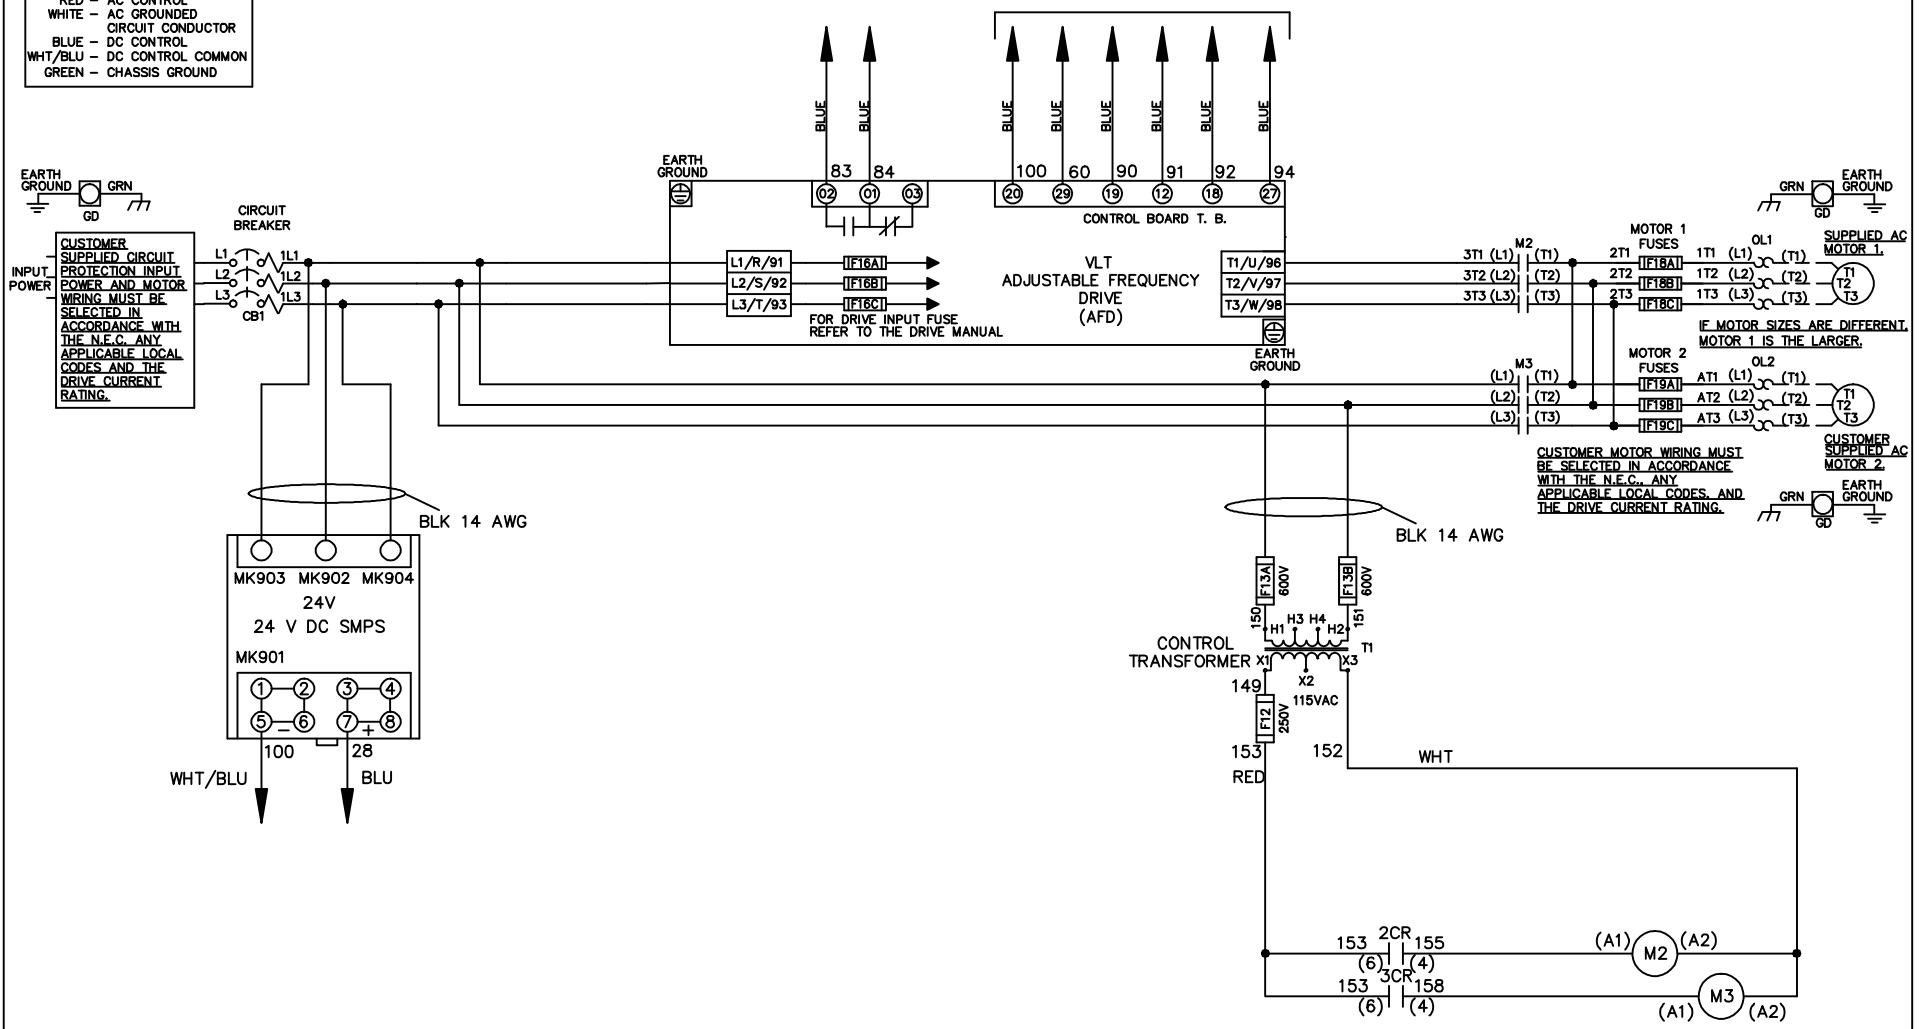 RED – AC CONTROL
WHITE – AC GROUNDED
CIRCUIT CONDUCTOR
BLUE – DC CONTROL
WHT/BLU – DC CONTROL COMMON
GREEN – CHASSIS GROUND
BLUE
BLUE
BLUE
BLUE
BLUE
BLUE
BLUE
BLUE
EARTH
GROUND
GRN
GD
EARTH
GROUND
83
84
100
60
90
91
92
94
02
01
03
20
29
19
12
18
27
CONTROL BOARD T. B.
GRN
EARTH
GROUND
GD
CIRCUIT
BREAKER
INPUT
POWER
CUSTOMER
SUPPLIED CIRCUIT
PROTECTION INPUT
POWER AND MOTOR
WIRING MUST BE
SELECTED IN
ACCORDANCE WITH
THE N.E.C. ANY
APPLICABLE LOCAL
CODES AND THE
DRIVE CURRENT
RATING.
L1
1L1
L2
1L2
L3
1L3
CB1
L1/R/91
F16A
L2/S/92
F16B
L3/T/93
F16C
FOR DRIVE INPUT FUSE
REFER TO THE DRIVE MANUAL
VLT
ADJUSTABLE FREQUENCY
DRIVE
(AFD)
T1/U/96
T2/V/97
T3/W/98
EARTH
GROUND
M2
3T1 (L1) (T1)
3T2 (L2) (T2)
3T3 (L3) (T3)
MOTOR 1
FUSES
2T1 F18A 1T1 (L1) (T1)
2T2 F18B 1T2 (L2) (T2)
2T3 F18C 1T3 (L3) (T3)
OL1
SUPPLIED AC
MOTOR 1.
T1
T2
T3
IF MOTOR SIZES ARE DIFFERENT,
MOTOR 1 IS THE LARGER.
M3
(L1) (T1)
(L2) (T2)
(L3) (T3)
MOTOR 2
FUSES
OL2
F19A AT1 (L1) (T1)
F19B AT2 (L2) (T2)
F19C AT3 (L3) (T3)
T1
T2
T3
CUSTOMER
SUPPLIED AC
MOTOR 2.
CUSTOMER MOTOR WIRING MUST
BE SELECTED IN ACCORDANCE
WITH THE N.E.C., ANY
APPLICABLE LOCAL CODES, AND
THE DRIVE CURRENT RATING.
GRN
EARTH
GROUND
GD
BLK 14 AWG
MK903 MK902 MK904
24V
24 V DC SMPS
MK901
1 2 3 4
5 – 6 7 + 8
100
28
WHT/BLU
BLU
BLK 14 AWG
F13A
600V
F13B
600V
150
151
H1 H3 H4 H2
T1
CONTROL
TRANSFORMER
X1
X3
X2
149
115VAC
F12
250V
153
152
RED
WHT
2CR
153
155
(6)
(4)
(A1)
M2
(A2)
3CR
153
158
(6)
(4)
(A1)
M3
(A2)